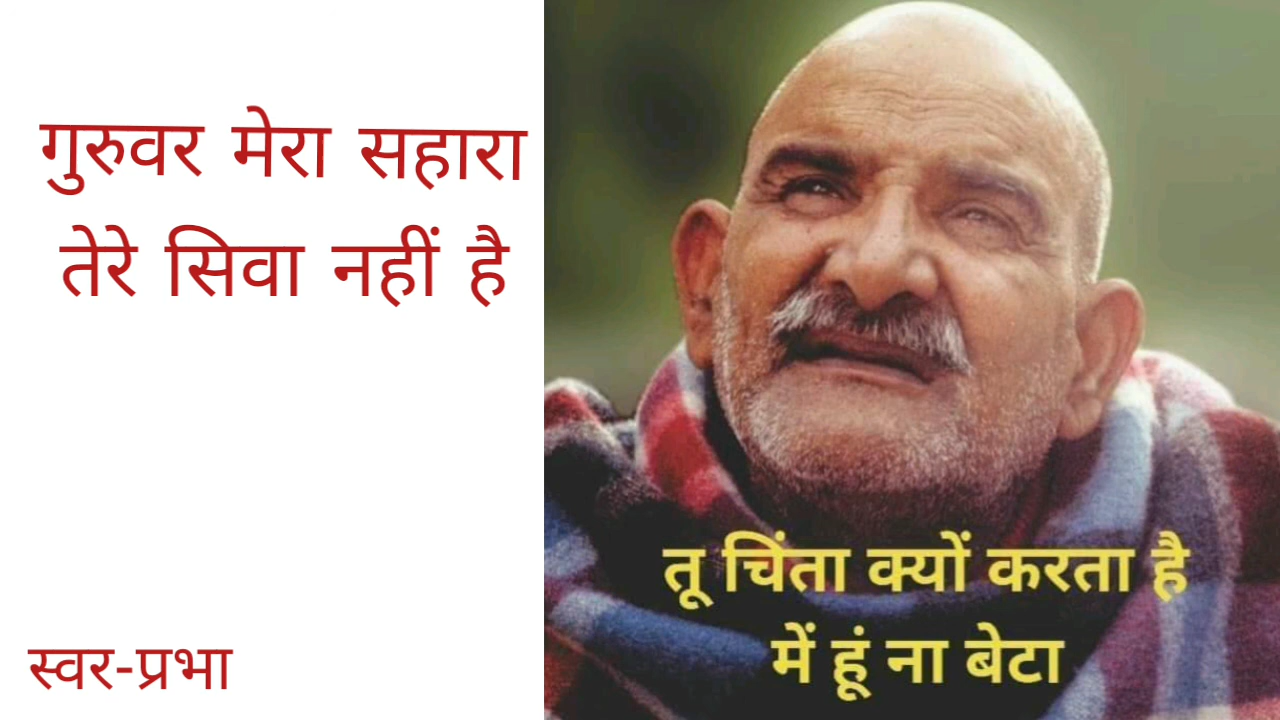 गुरुवर मेरा सहारा
तेरे सिवा नहीं है
स्वर-प्रभा
तू चिंता क्यों करता है
में हूं ना बेटा